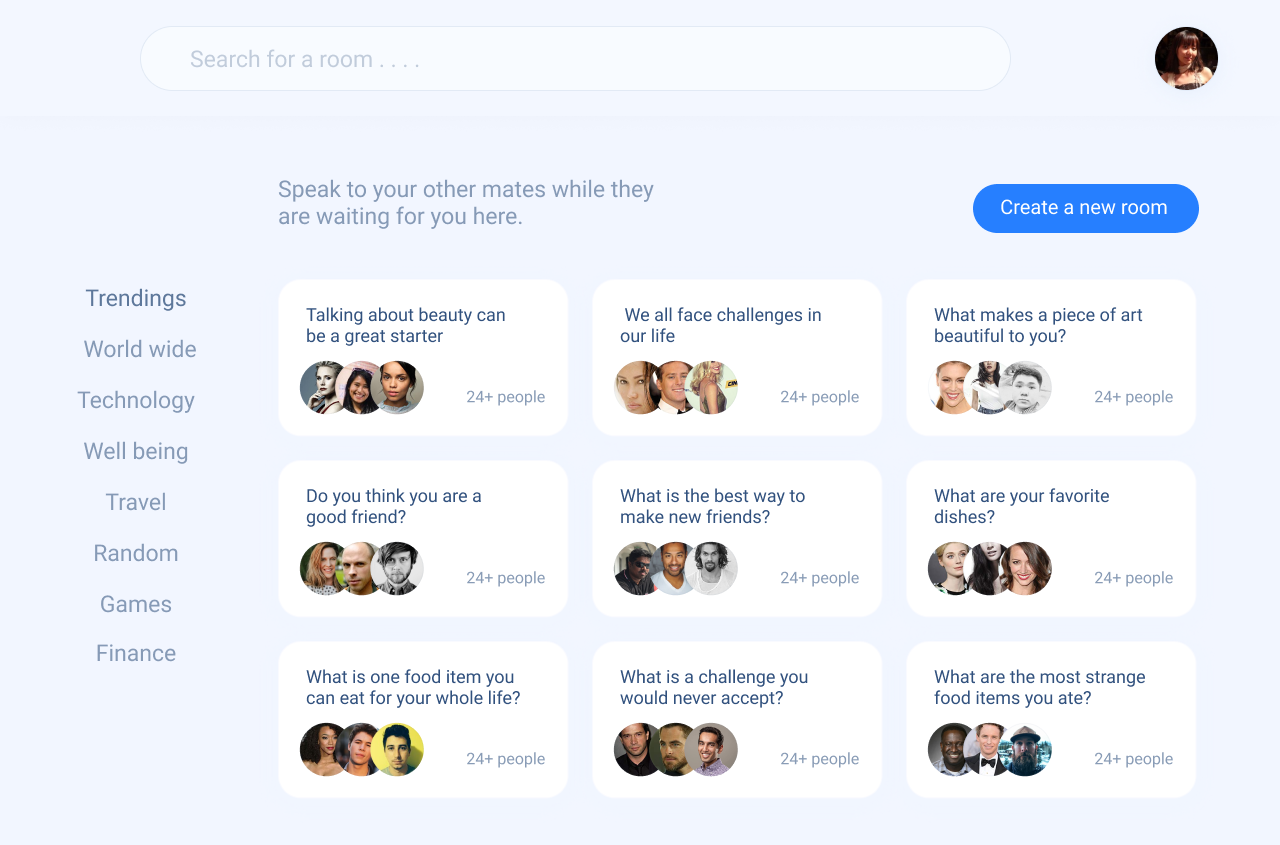 Search for a room . . . .
Speak to your other mates while they
are waiting for you here.
Create a new room
Trendings
World wide
Technology
Well being
Travel
Random
Games
Finance
Talking about beauty can
be a great starter
24+ people
We all face challenges in
our life
24+ people
What makes a piece of art
beautiful to you?
24+ people
Do you think you are a
good friend?
24+ people
What is the best way to
make new friends?
24+ people
What are your favorite
dishes?
24+ people
What is one food item you
can eat for your whole life?
24+ people
What is a challenge you
would never accept?
24+ people
What are the most strange
food items you ate?
24+ people